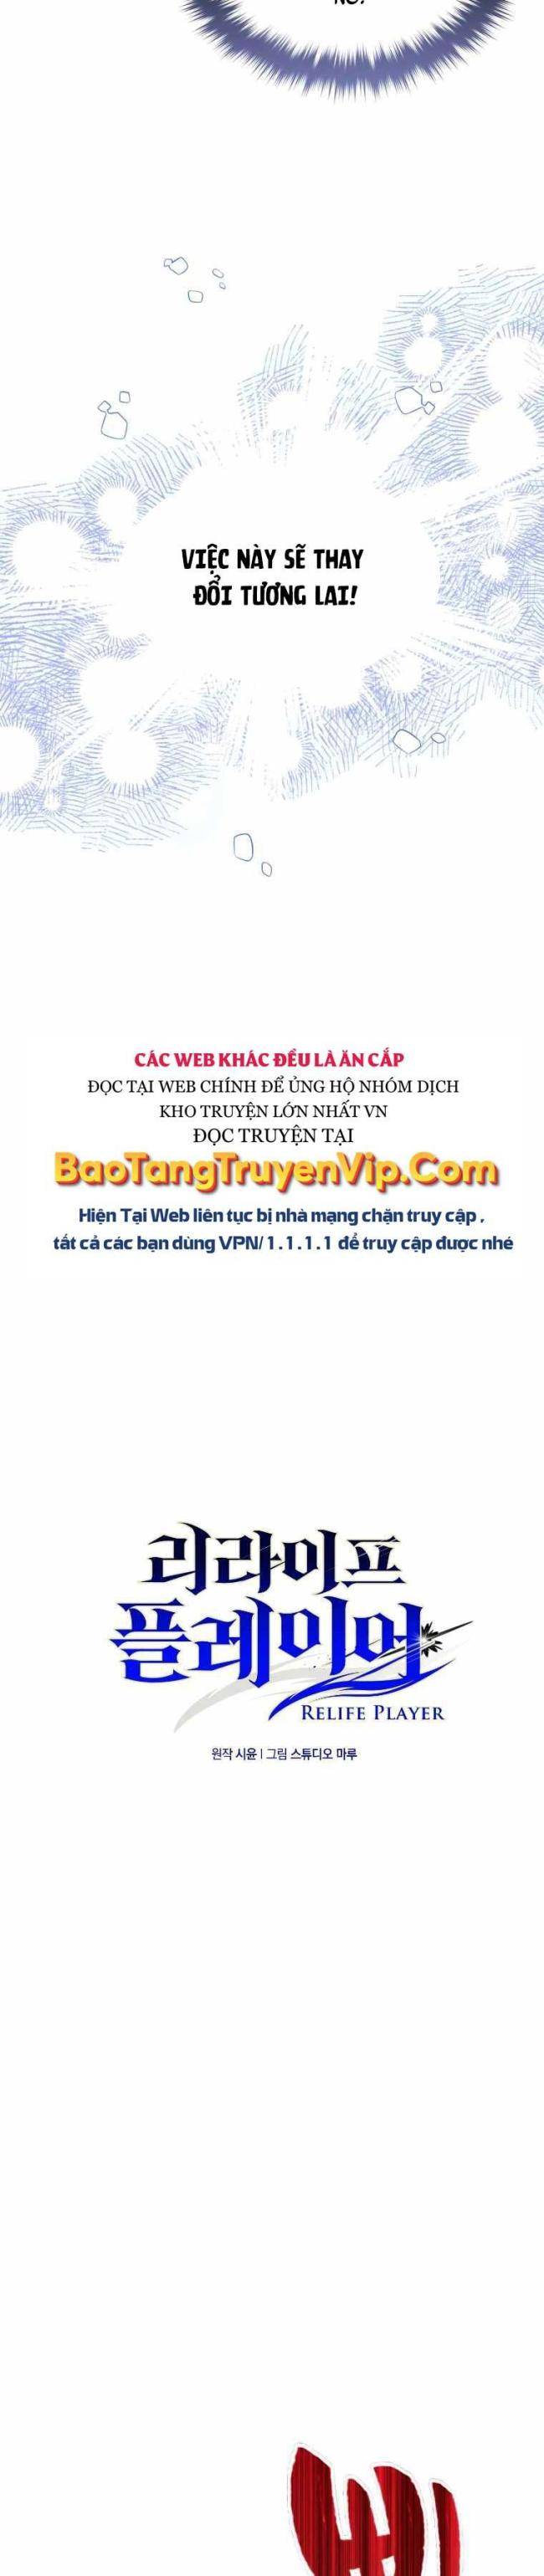 VIỆC NÀY SẼ THAY
ĐỔI TƯƠNG LAI!
CÁC WEB KHÁC ĐỀU LÀ ĂN CẮP
ĐỌC TẠI WEB CHÍNH ĐỂ ỦNG HỘ NHÓM DỊCH
KHO TRUYỆN LỚN NHẤT VN
ĐỌC TRUYỆN TẠI
BaoTangTruyenVip.Com
Hiện Tại Web liên tục bị nhà mạng chặn truy cập ,
tất cả các bạn dùng VPN/1.1.1.1 để truy cập được nhé
리라이프
플레이어
RELIFE PLAYER
원작 시윤 | 그림 스튜디오 마루